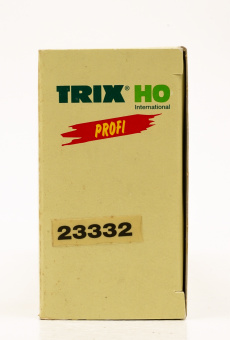 TRIX® HO
International
PROFI
23332